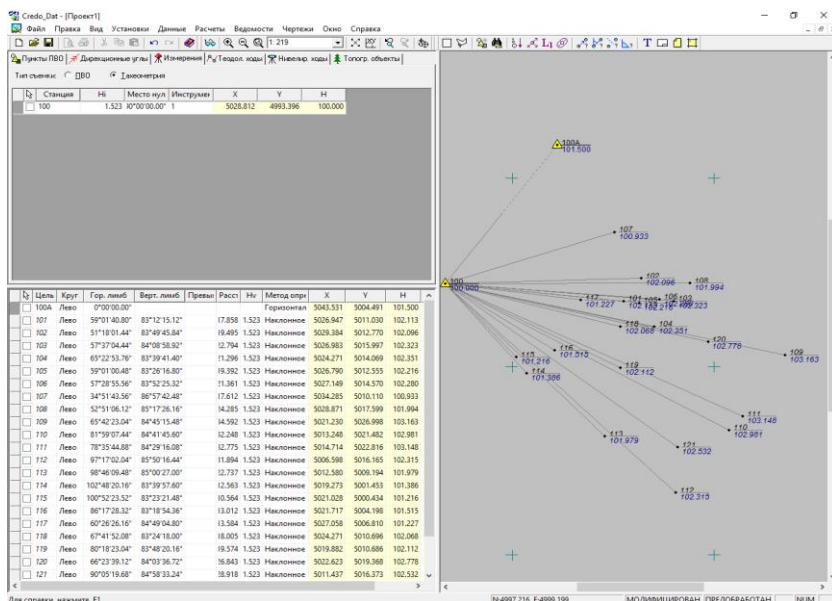 Credo_Dat - [Проект1]
Файл Правка Вид Установки Данные Расчеты Ведомости Чертежи Окно Справка
1: 219
Пункты ПВО Дирекционные углы Измерения Теодол. ходы Нивелир. ходы Топогр. объекты
Тип съемки: ПВО Тахеометрия
Станция Hi Место нул Инструмен X Y H
100 1.523 0°00'00.00" 1 5028.812 4993.396 100.000
Цель Круг Гор. лимб Верт. лимб Превы Расст Hv Метод опре X Y H
100A Лево 0°00'00.00" Горизонтал 5043.531 5004.491 101.500
101 Лево 59°01'40.80" 83°12'15.12" 17.858 1.523 Наклонное 5026.947 5011.030 102.113
102 Лево 51°18'01.44" 83°49'45.84" 19.495 1.523 Наклонное 5029.384 5012.770 102.096
103 Лево 57°37'04.44" 84°08'58.92" 22.794 1.523 Наклонное 5026.983 5015.997 102.323
104 Лево 65°22'53.76" 83°39'41.40" 21.296 1.523 Наклонное 5024.271 5014.069 102.351
105 Лево 59°01'00.48" 83°26'16.80" 19.392 1.523 Наклонное 5026.790 5012.555 102.216
106 Лево 57°28'55.56" 83°52'25.32" 21.361 1.523 Наклонное 5027.149 5014.570 102.280
107 Лево 34°51'43.56" 86°57'42.48" 17.612 1.523 Наклонное 5034.285 5010.110 100.933
108 Лево 52°51'06.12" 85°17'26.16" 24.285 1.523 Наклонное 5028.871 5017.599 101.994
109 Лево 65°42'23.04" 84°45'15.48" 34.592 1.523 Наклонное 5021.230 5026.998 103.163
110 Лево 81°59'07.44" 84°41'45.60" 32.248 1.523 Наклонное 5013.248 5021.482 102.981
111 Лево 78°35'44.88" 84°29'16.08" 32.775 1.523 Наклонное 5014.714 5022.816 103.148
112 Лево 97°17'02.04" 85°50'16.44" 31.894 1.523 Наклонное 5006.598 5016.165 102.315
113 Лево 98°46'09.48" 85°00'27.00" 22.737 1.523 Наклонное 5012.580 5009.194 101.979
114 Лево 102°48'20.16" 83°39'57.60" 12.563 1.523 Наклонное 5019.273 5001.453 101.386
115 Лево 100°52'23.52" 83°23'21.48" 10.564 1.523 Наклонное 5021.028 5000.434 101.216
116 Лево 86°17'28.32" 83°18'54.36" 13.012 1.523 Наклонное 5021.717 5004.198 101.515
117 Лево 60°26'26.16" 84°49'04.80" 13.584 1.523 Наклонное 5027.058 5006.810 101.227
118 Лево 67°41'52.08" 83°24'18.00" 18.005 1.523 Наклонное 5024.271 5010.696 102.068
119 Лево 80°18'23.04" 83°48'20.16" 19.574 1.523 Наклонное 5019.882 5010.686 102.112
120 Лево 66°23'39.12" 84°03'36.72" 26.843 1.523 Наклонное 5022.623 5019.368 102.778
121 Лево 90°05'19.68" 84°58'33.24" 28.918 1.523 Наклонное 5011.437 5016.373 102.532
100A
101.500
107
100.933
100
100.000
102
102.096
108
101.994
117
101.227
101
106 103
102.323
118
102.068
104
102.351
120
102.778
109
103.163
116
101.515
115
101.216
114
101.386
119
102.112
111
103.148
110
102.981
113
101.979
121
102.532
112
102.315
Для справки, нажмите F1
N:4997.216, E:4999.199 МОДИФИЦИРОВАН ПРЕДОБРАБОТАН NUM